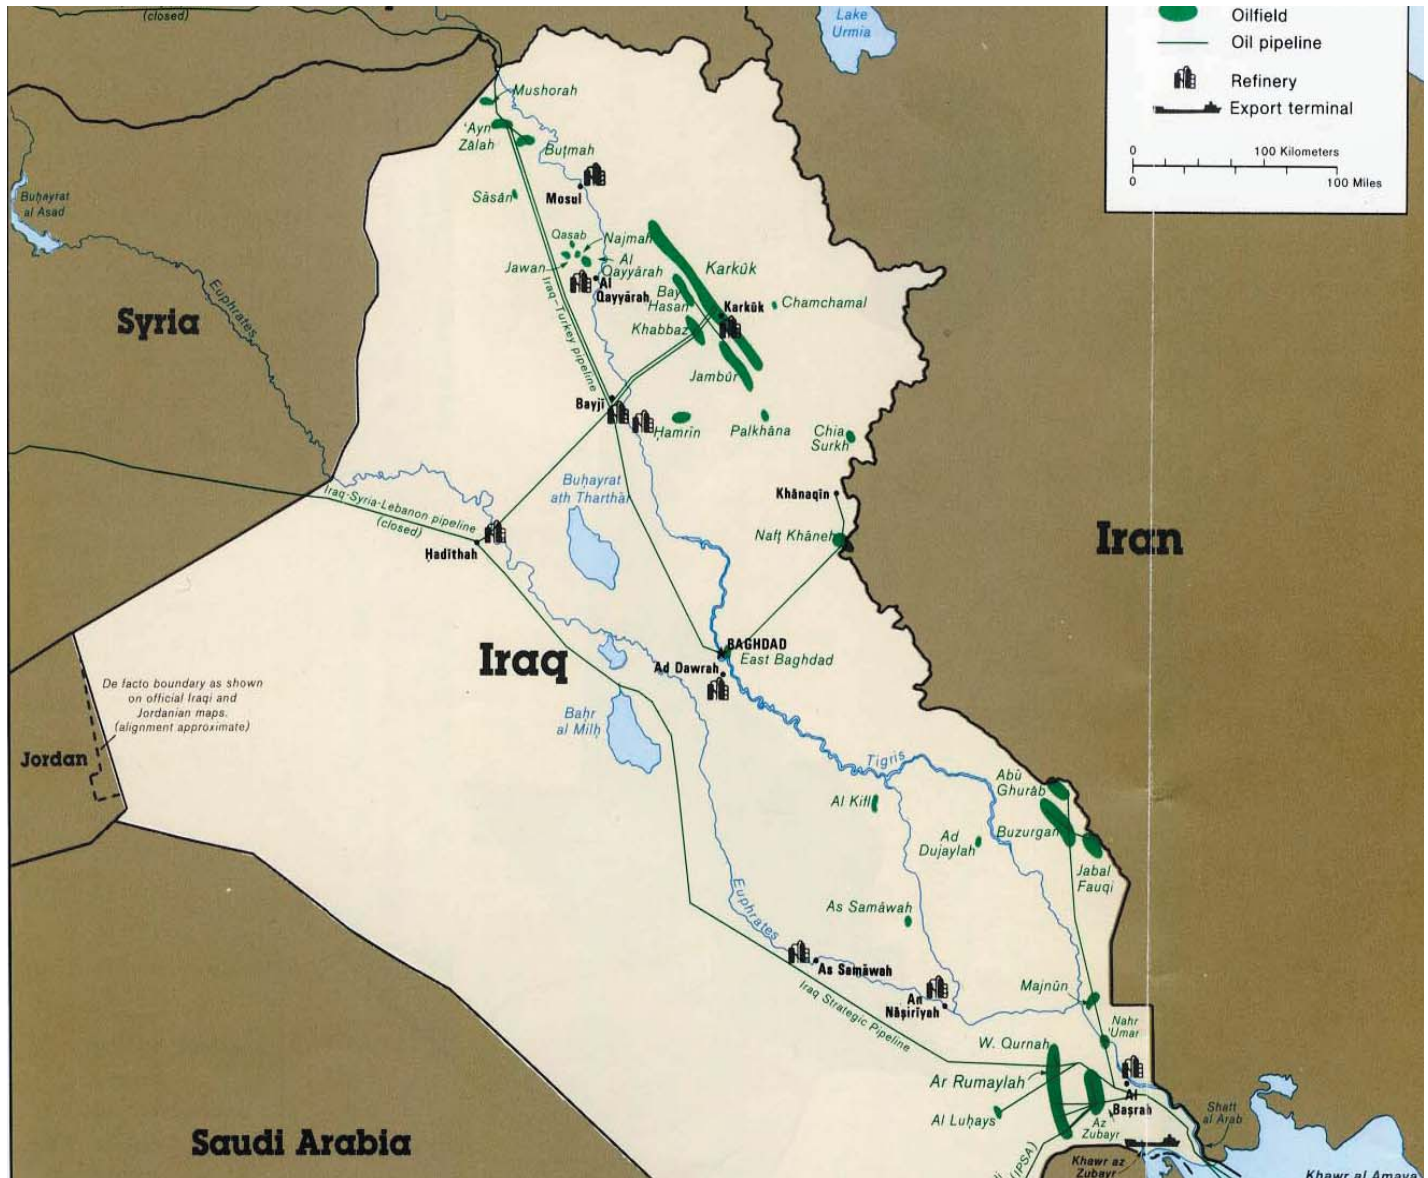 (closed)
Lake
Urmia
Oilfield
Oil pipeline
Refinery
Export terminal
0 100 Kilometers
0 100 Miles
Mushorah
'Ayn
Zālah
Buṭmah
Mosul
Sāsān
Buḥayrat
al Asad
Qasab
Najmah
Jawan
Al
Qayyārah
Al
Qayyārah
Karkūk
Bay
Hasan
Karkūk
Chamchamal
Khabbaz
Jambūr
Euphrates
Syria
Iraq-Turkey pipeline
Bayjī
Ḥamrīn
Palkhāna
Chia
Surkh
Buḥayrat
ath Tharthār
Khānaqīn
Iraq-Syria-Lebanon pipeline
(closed)
Ḥadīthah
Nafṭ Khāneh
Iran
Iraq
BAGHDAD
East Baghdad
Ad Dawrah
De facto boundary as shown
on official Iraqi and
Jordanian maps.
(alignment approximate)
Baḥr
al Milḥ
Jordan
Tigris
Abū
Ghurāb
Al Kifl
Buzurgan
Ad
Dujaylah
Jabal
Fauqi
Euphrates
As Samāwah
As Samāwah
An
Nāṣirīyah
Majnūn
Iraq Strategic Pipeline
Nahr
'Umar
W. Qurnah
Ar Rumaylah
Al Luḥays
Al
Baṣrah
Az
Zubayr
Shatt
al Arab
Saudi Arabia
(IPSA)
Khawr az
Zubayr
Khawr al Amaya